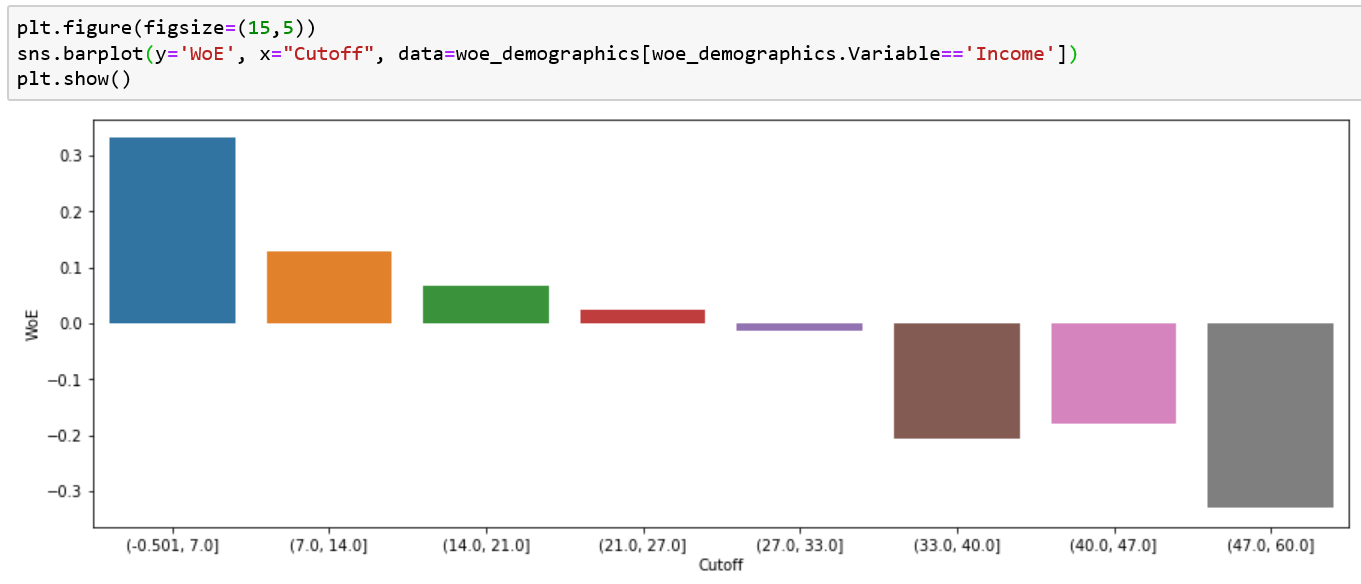 plt.figure(figsize=(15,5))
sns.barplot(y='WoE', x="Cutoff", data=woe_demographics[woe_demographics.Variable=='Income'])
plt.show()
0.3
0.2
0.1
0.0
−0.1
−0.2
−0.3
WoE
(-0.501, 7.0] (7.0, 14.0] (14.0, 21.0] (21.0, 27.0] (27.0, 33.0] (33.0, 40.0] (40.0, 47.0] (47.0, 60.0]
Cutoff